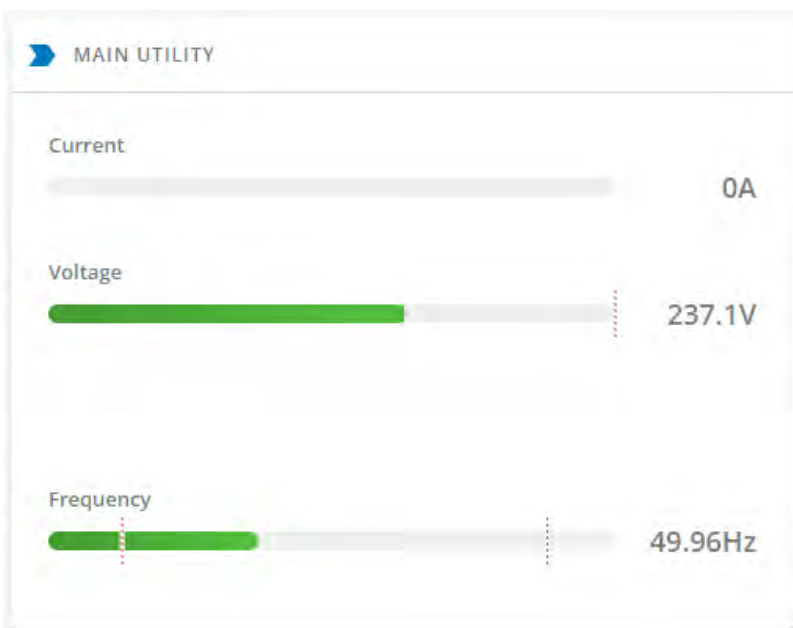 MAIN UTILITY
Current
0A
Voltage
237.1V
Frequency
49.96Hz